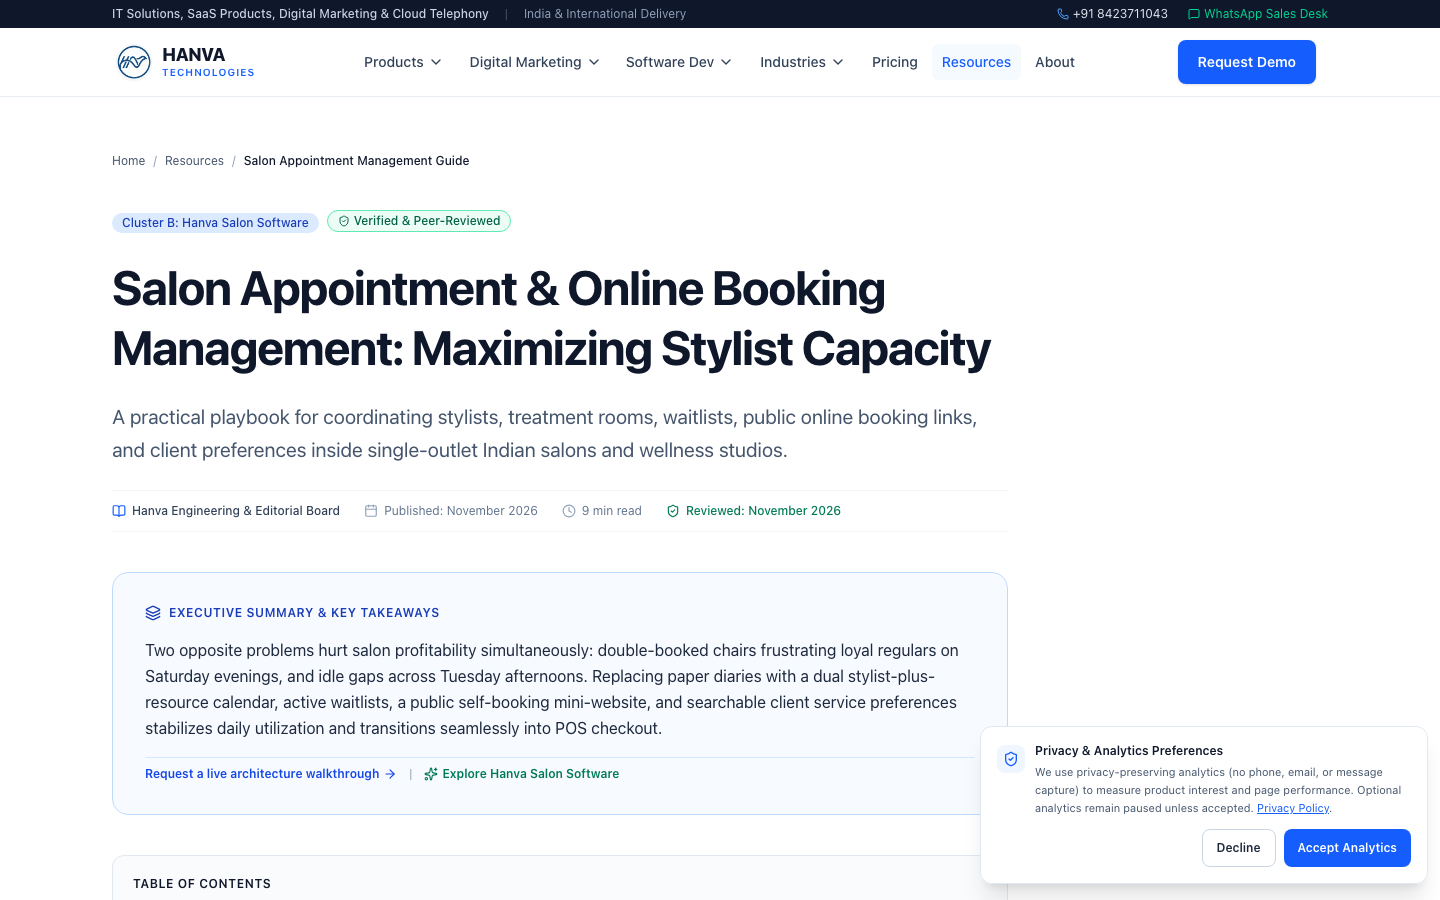 IT Solutions, SaaS Products, Digital Marketing & Cloud Telephony | India & International Delivery
+91 8423711043 WhatsApp Sales Desk
HANVA
TECHNOLOGIES
Products Digital Marketing Software Dev Industries Pricing Resources About
Request Demo
Home / Resources / Salon Appointment Management Guide
Cluster B: Hanva Salon Software Verified & Peer-Reviewed
Salon Appointment & Online Booking
Management: Maximizing Stylist Capacity
A practical playbook for coordinating stylists, treatment rooms, waitlists, public online booking links,
and client preferences inside single-outlet Indian salons and wellness studios.
Hanva Engineering & Editorial Board Published: November 2026 9 min read Reviewed: November 2026
EXECUTIVE SUMMARY & KEY TAKEAWAYS
Two opposite problems hurt salon profitability simultaneously: double-booked chairs frustrating loyal regulars on
Saturday evenings, and idle gaps across Tuesday afternoons. Replacing paper diaries with a dual stylist-plus-
resource calendar, active waitlists, a public self-booking mini-website, and searchable client service preferences
stabilizes daily utilization and transitions seamlessly into POS checkout.
Request a live architecture walkthrough → | Explore Hanva Salon Software
TABLE OF CONTENTS
Privacy & Analytics Preferences
We use privacy-preserving analytics (no phone, email, or message
capture) to measure product interest and page performance. Optional
analytics remain paused unless accepted. Privacy Policy.
Decline Accept Analytics